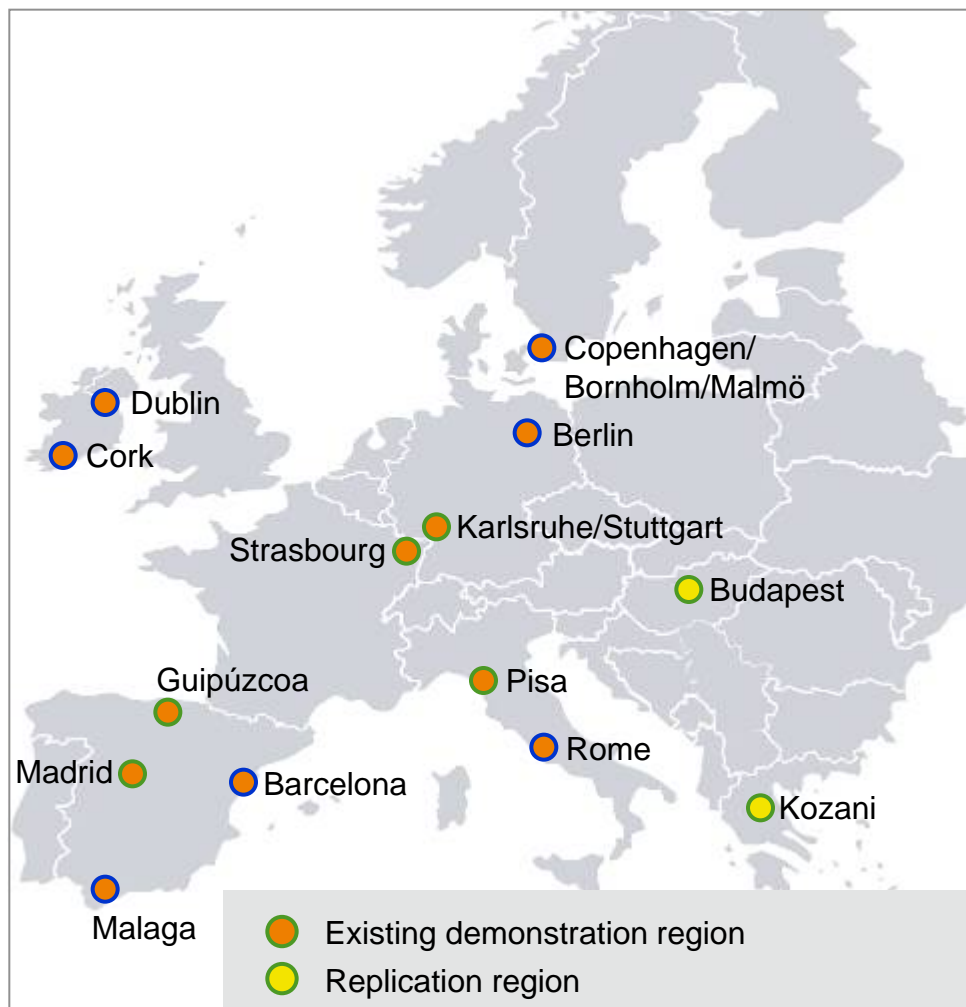 Copenhagen/
Bornholm/Malmö
Dublin
Berlin
Cork
Karlsruhe/Stuttgart
Strasbourg
Budapest
Guipúzcoa
Pisa
Rome
Madrid
Barcelona
Kozani
Malaga
Existing demonstration region
Replication region